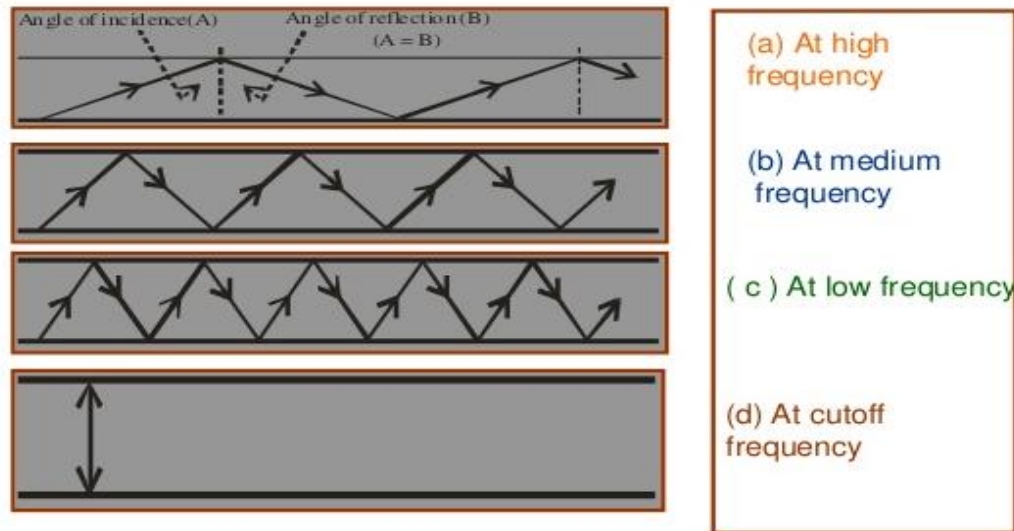 Angle of incidence(A)
Angle of reflection(B)
(A = B)
(a) At high
frequency
(b) At medium
frequency
( c ) At low frequency
(d) At cutoff
frequency